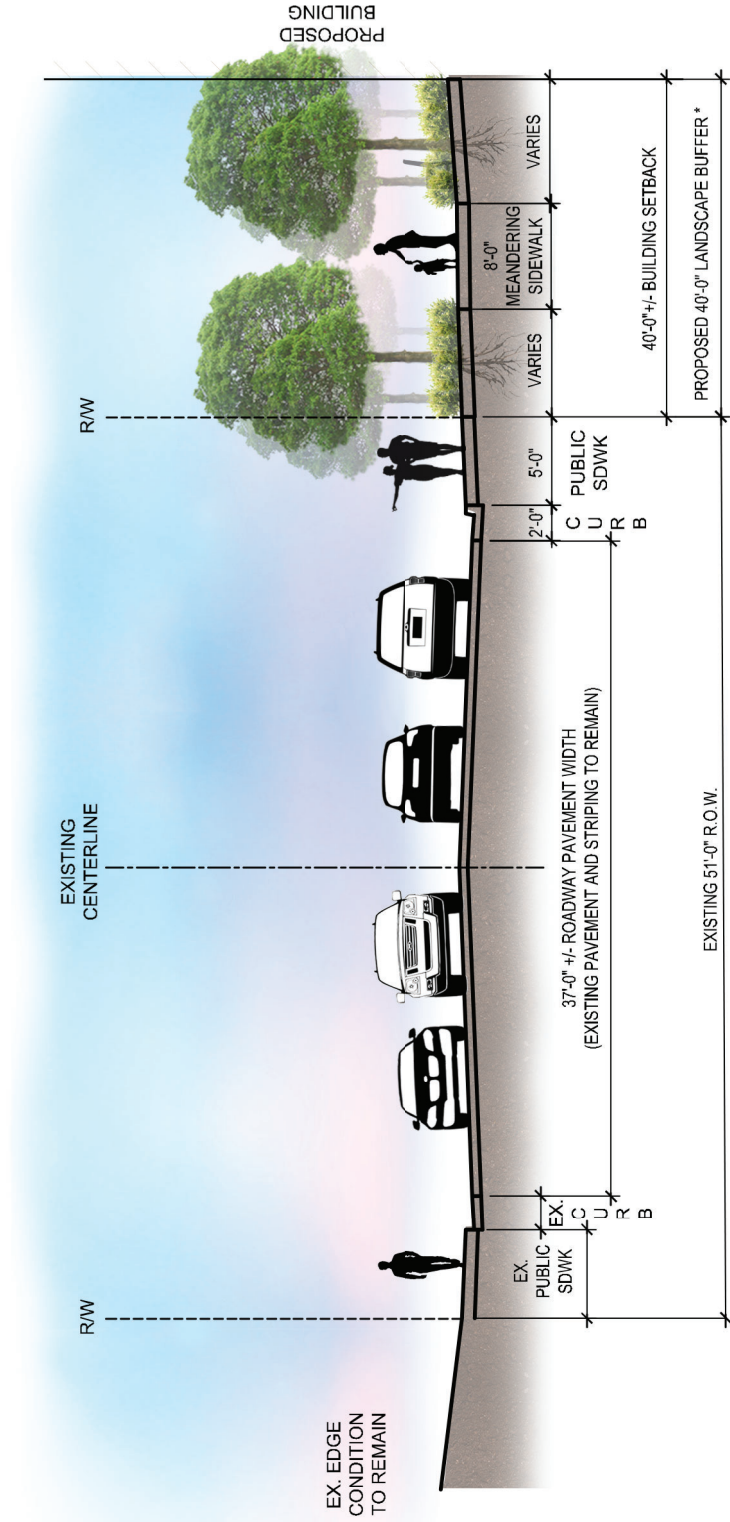 EX. EDGE
CONDITION
TO REMAIN
R/W
EXISTING
CENTERLINE
R/W
PROPOSED
BUILDING
EX.
PUBLIC
SDWK
EX.
C
U
R
B
37'-0" +/- ROADWAY PAVEMENT WIDTH
(EXISTING PAVEMENT AND STRIPING TO REMAIN)
2'-0"
C
U
R
B
5'-0"
PUBLIC
SDWK
VARIES
8'-0"
MEANDERING
SIDEWALK
VARIES
40'-0"+/- BUILDING SETBACK
EXISTING 51'-0" R.O.W.
PROPOSED 40'-0" LANDSCAPE BUFFER *